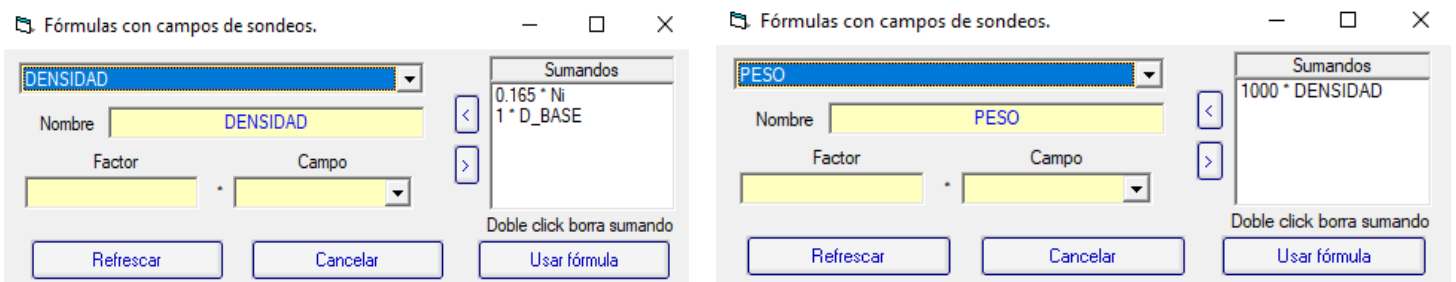 Fórmulas con campos de sondeos.
DENSIDAD
Nombre DENSIDAD
Factor Campo
*
Sumandos
0.165 * Ni
1 * D_BASE
<
>
Doble click borra sumando
Refrescar Cancelar Usar fórmula
Fórmulas con campos de sondeos.
PESO
Nombre PESO
Factor Campo
*
Sumandos
1000 * DENSIDAD
<
>
Doble click borra sumando
Refrescar Cancelar Usar fórmula